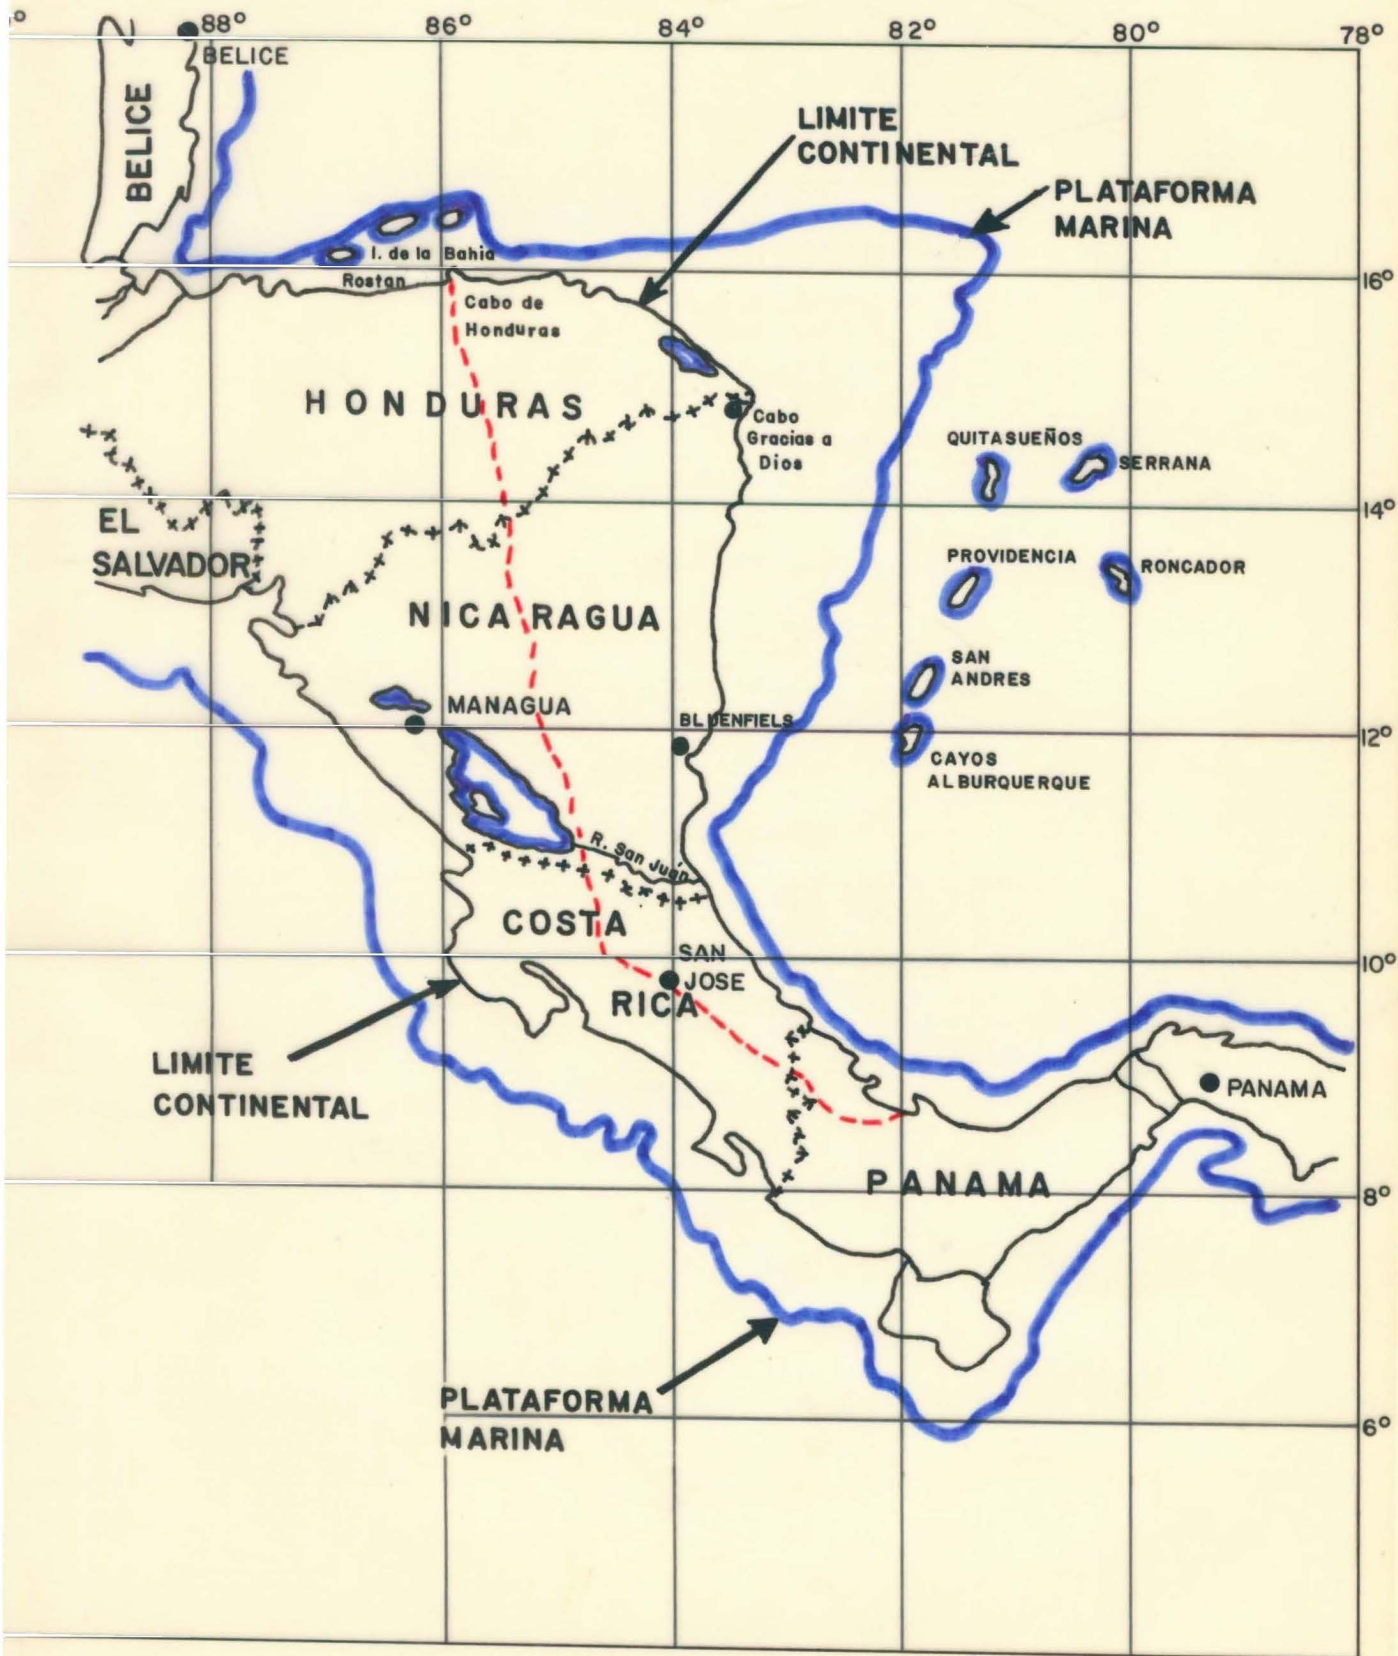 88°
86°
84°
82°
80°
78°
BELICE
BELICE
LIMITE
CONTINENTAL
PLATAFORMA
MARINA
I. de la Bahia
Rostan
16°
Cabo de
Honduras
HONDURAS
Cabo
Gracias a
Dios
QUITASUEÑOS
SERRANA
14°
EL
SALVADOR
PROVIDENCIA
RONCADOR
NICARAGUA
SAN
ANDRES
MANAGUA
BLUENFIELS
12°
CAYOS
ALBURQUERQUE
R. San Juán
COSTA
RICA
SAN
JOSE
10°
LIMITE
CONTINENTAL
PANAMA
PANAMA
8°
PLATAFORMA
MARINA
6°